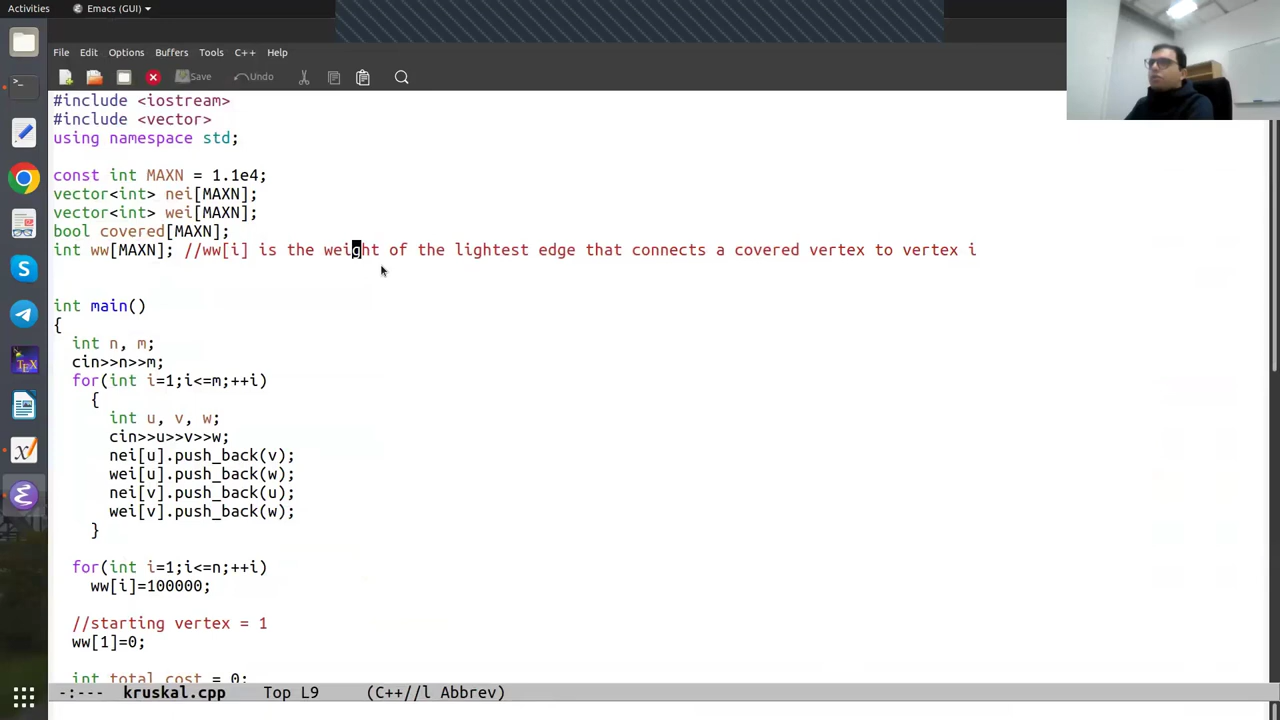 Activities
Emacs (GUI)
File Edit Options Buffers Tools C++ Help
Save Undo
#include <iostream>
#include <vector>
using namespace std;
const int MAXN = 1.1e4;
vector<int> nei[MAXN];
vector<int> wei[MAXN];
bool covered[MAXN];
int ww[MAXN]; //ww[i] is the weight of the lightest edge that connects a covered vertex to vertex i
int main()
{
int n, m;
cin>>n>>m;
for(int i=1;i<=m;++i)
{
int u, v, w;
cin>>u>>v>>w;
nei[u].push_back(v);
wei[u].push_back(w);
nei[v].push_back(u);
wei[v].push_back(w);
}
for(int i=1;i<=n;++i)
ww[i]=100000;
//starting vertex = 1
ww[1]=0;
int total_cost = 0;
-:--- kruskal.cpp Top L9 (C++//l Abbrev)